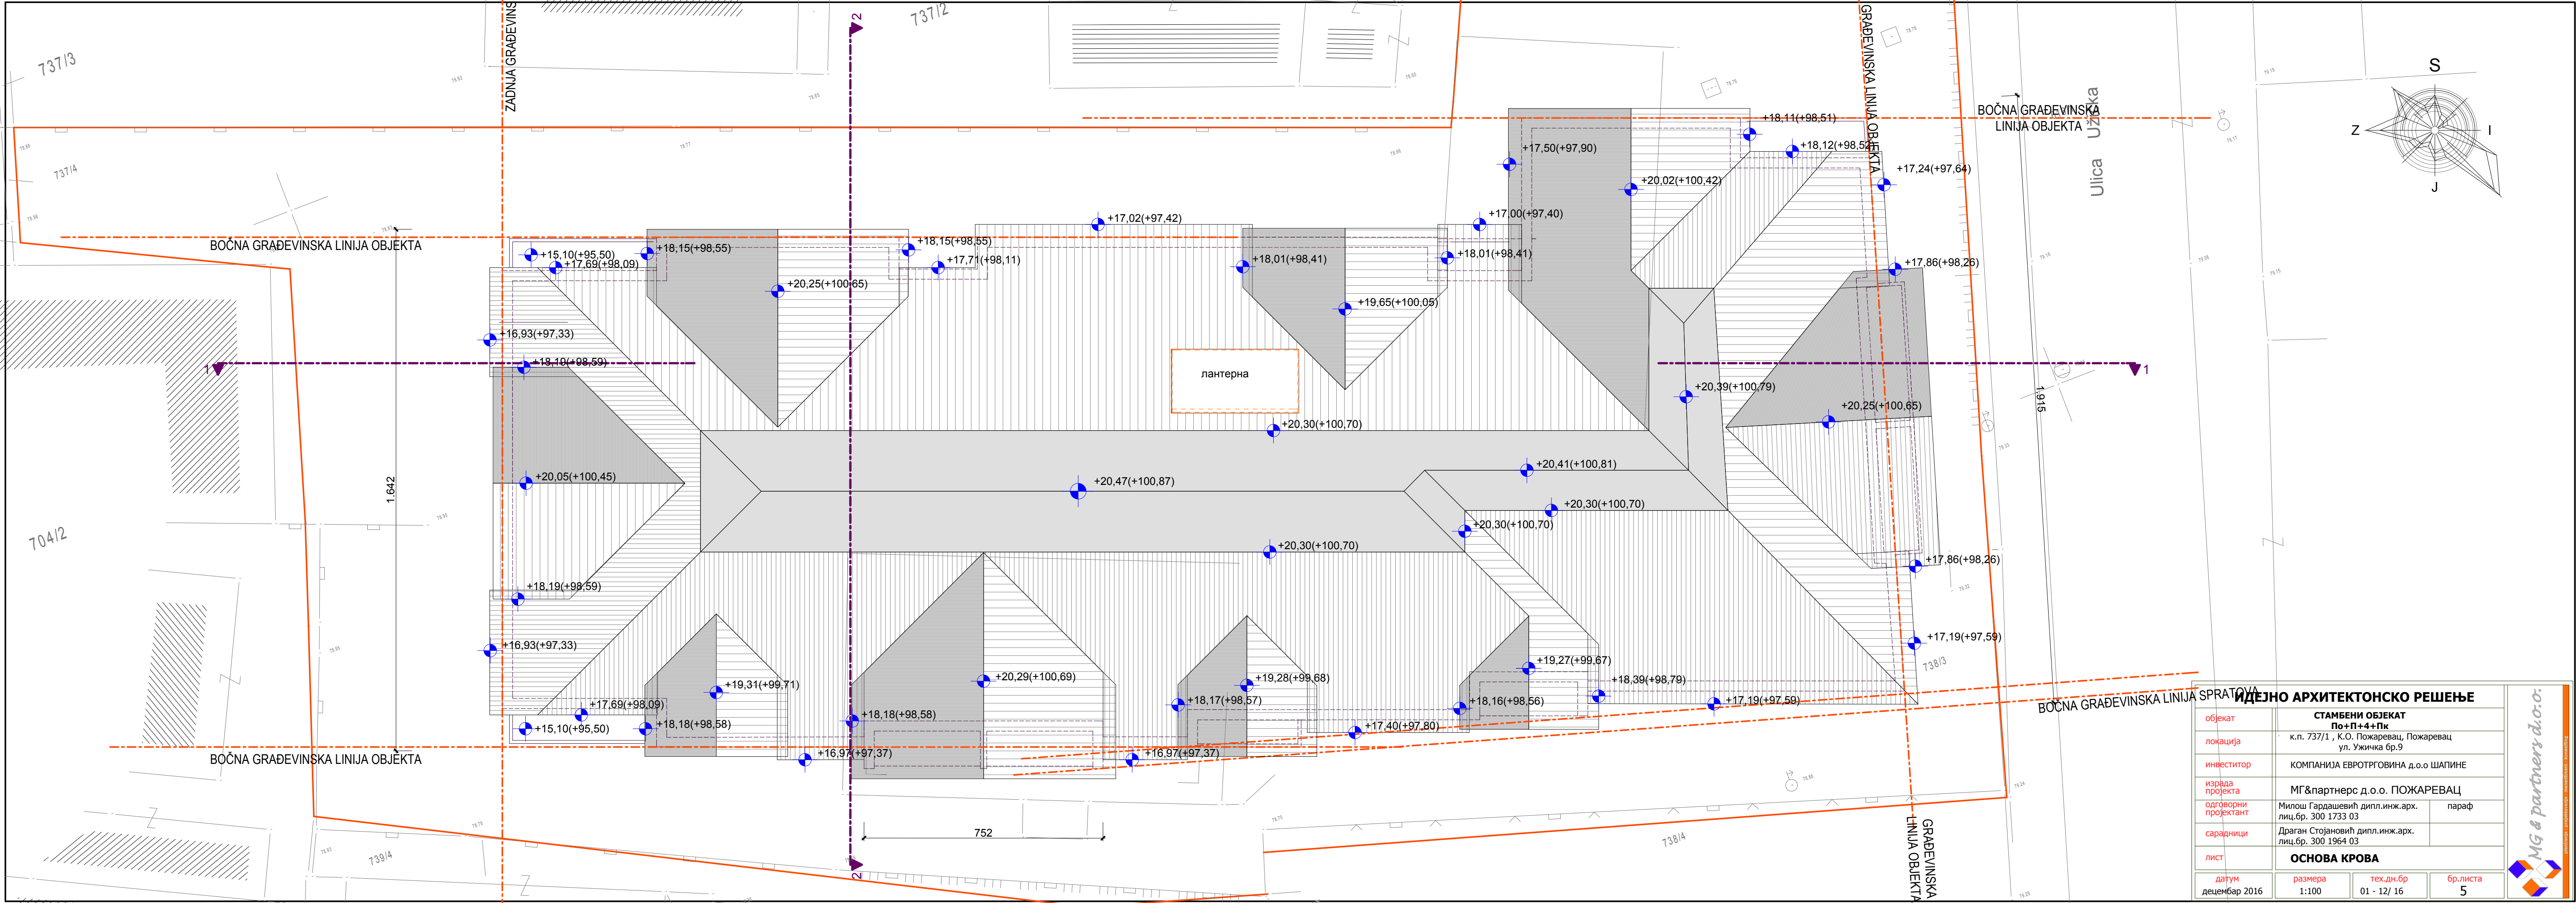 737/3
737/2
737/4
704/2
739/4
738/4
738/3
ZADNJA GRAĐEVINS
2
GRAĐEVINSKA LINIJA OBJEKTA
BOČNA GRAĐEVINSKA
LINIJA OBJEKTA
Ulica Užička
S
Z
I
J
BOČNA GRAĐEVINSKA LINIJA OBJEKTA
+18,11(+98,51)
+17,50(+97,90)
+18,12(+98,52)
+20,02(+100,42)
+17,24(+97,64)
+17,02(+97,42)
+17,00(+97,40)
+15,10(+95,50)
+17,69(+98,09)
+18,15(+98,55)
+18,15(+98,55)
+17,71(+98,11)
+18,01(+98,41)
+18,01(+98,41)
+17,86(+98,26)
+20,25(+100,65)
+19,65(+100,05)
+16,93(+97,33)
+18,19(+98,59)
1
1
лантерна
+20,39(+100,79)
1.915
+20,25(+100,65)
+20,30(+100,70)
1.642
+20,05(+100,45)
+20,47(+100,87)
+20,41(+100,81)
+20,30(+100,70)
+20,30(+100,70)
+20,30(+100,70)
+17,86(+98,26)
+18,19(+98,59)
+16,93(+97,33)
+17,19(+97,59)
+19,31(+99,71)
+20,29(+100,69)
+19,28(+99,68)
+19,27(+99,67)
+18,17(+98,57)
+18,16(+98,56)
+18,39(+98,79)
+17,19(+97,59)
+17,69(+98,09)
+15,10(+95,50)
+18,18(+98,58)
+18,18(+98,58)
+17,40(+97,80)
+16,97(+97,37)
+16,97(+97,37)
BOČNA GRAĐEVINSKA LINIJA OBJEKTA
BOČNA GRAĐEVINSKA LINIJA SPRATOVA
752
2
GRAĐEVINSKA
LINIJA OBJEKTA
ИДЕЈНО АРХИТЕКТОНСКО РЕШЕЊЕ
објекат
СТАМБЕНИ ОБЈЕКАТ
По+П+4+Пк
локација
к.п. 737/1 , К.О. Пожаревац, Пожаревац
ул. Ужичка бр.9
инвеститор
КОМПАНИЈА ЕВРОТРГОВИНА д.о.о ШАПИНЕ
израда
пројекта
МГ&партнерс д.о.о. ПОЖАРЕВАЦ
одговорни
пројектант
Милош Гардашевић дипл.инж.арх.
лиц.бр. 300 1733 03
параф
сарадници
Драган Стојановић дипл.инж.арх.
лиц.бр. 300 1964 03
лист
ОСНОВА КРОВА
датум
децембар 2016
размера
1:100
тех.дн.бр
01 - 12/ 16
бр.листа
5
MG & partners d.o.o.